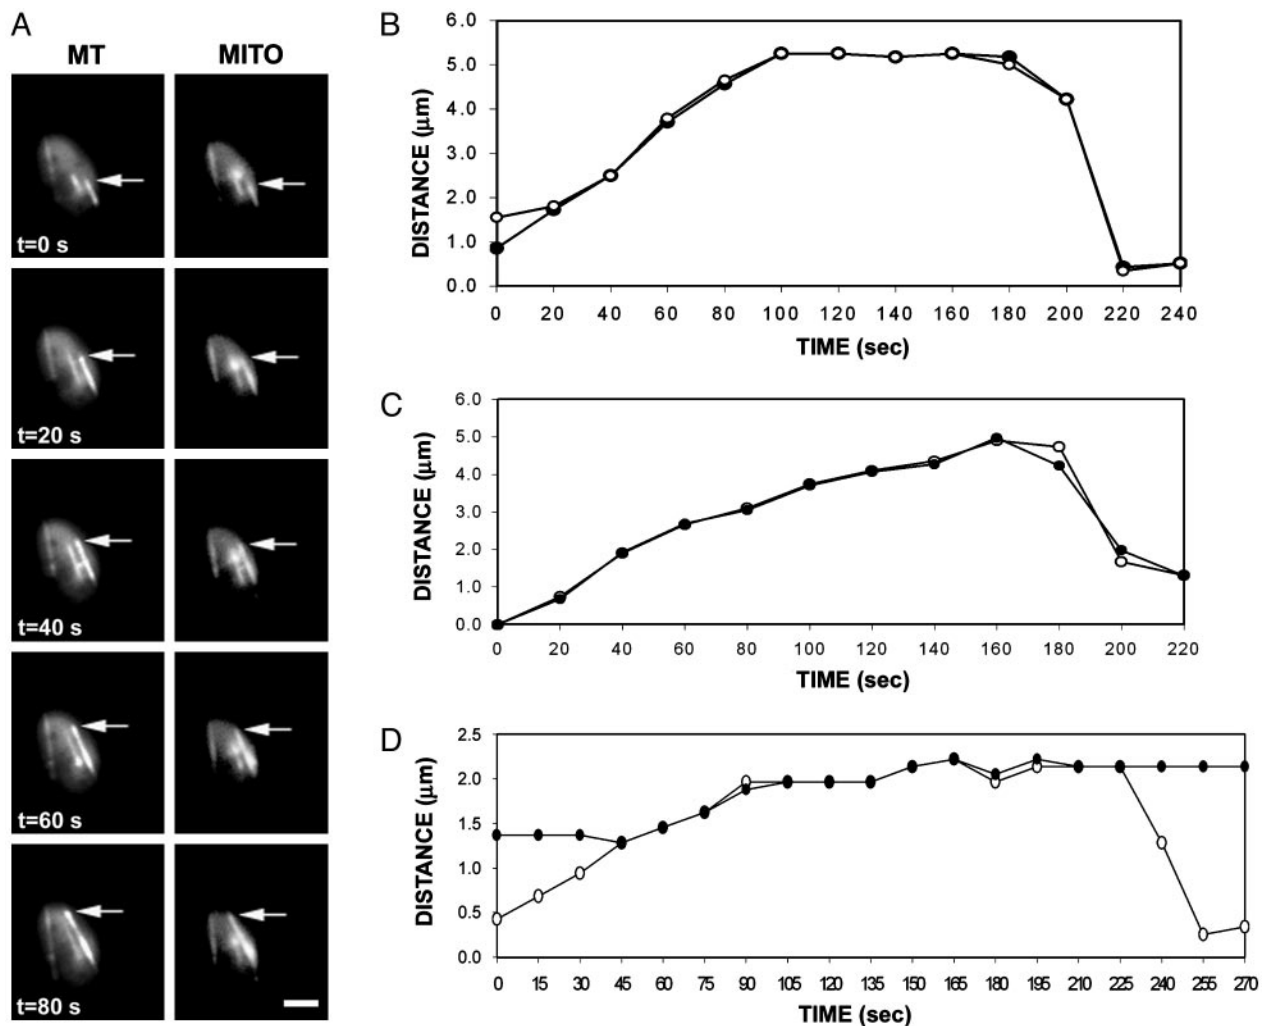 A
MT MITO
t=0 s
t=20 s
t=40 s
t=60 s
t=80 s
B
DISTANCE (μm)
6.0
5.0
4.0
3.0
2.0
1.0
0.0
0 20 40 60 80 100 120 140 160 180 200 220 240
TIME (sec)
C
DISTANCE (μm)
6.0
5.0
4.0
3.0
2.0
1.0
0.0
0 20 40 60 80 100 120 140 160 180 200 220
TIME (sec)
D
DISTANCE (μm)
2.5
2.0
1.5
1.0
0.5
0.0
0 15 30 45 60 75 90 105 120 135 150 165 180 195 210 225 240 255 270
TIME (sec)